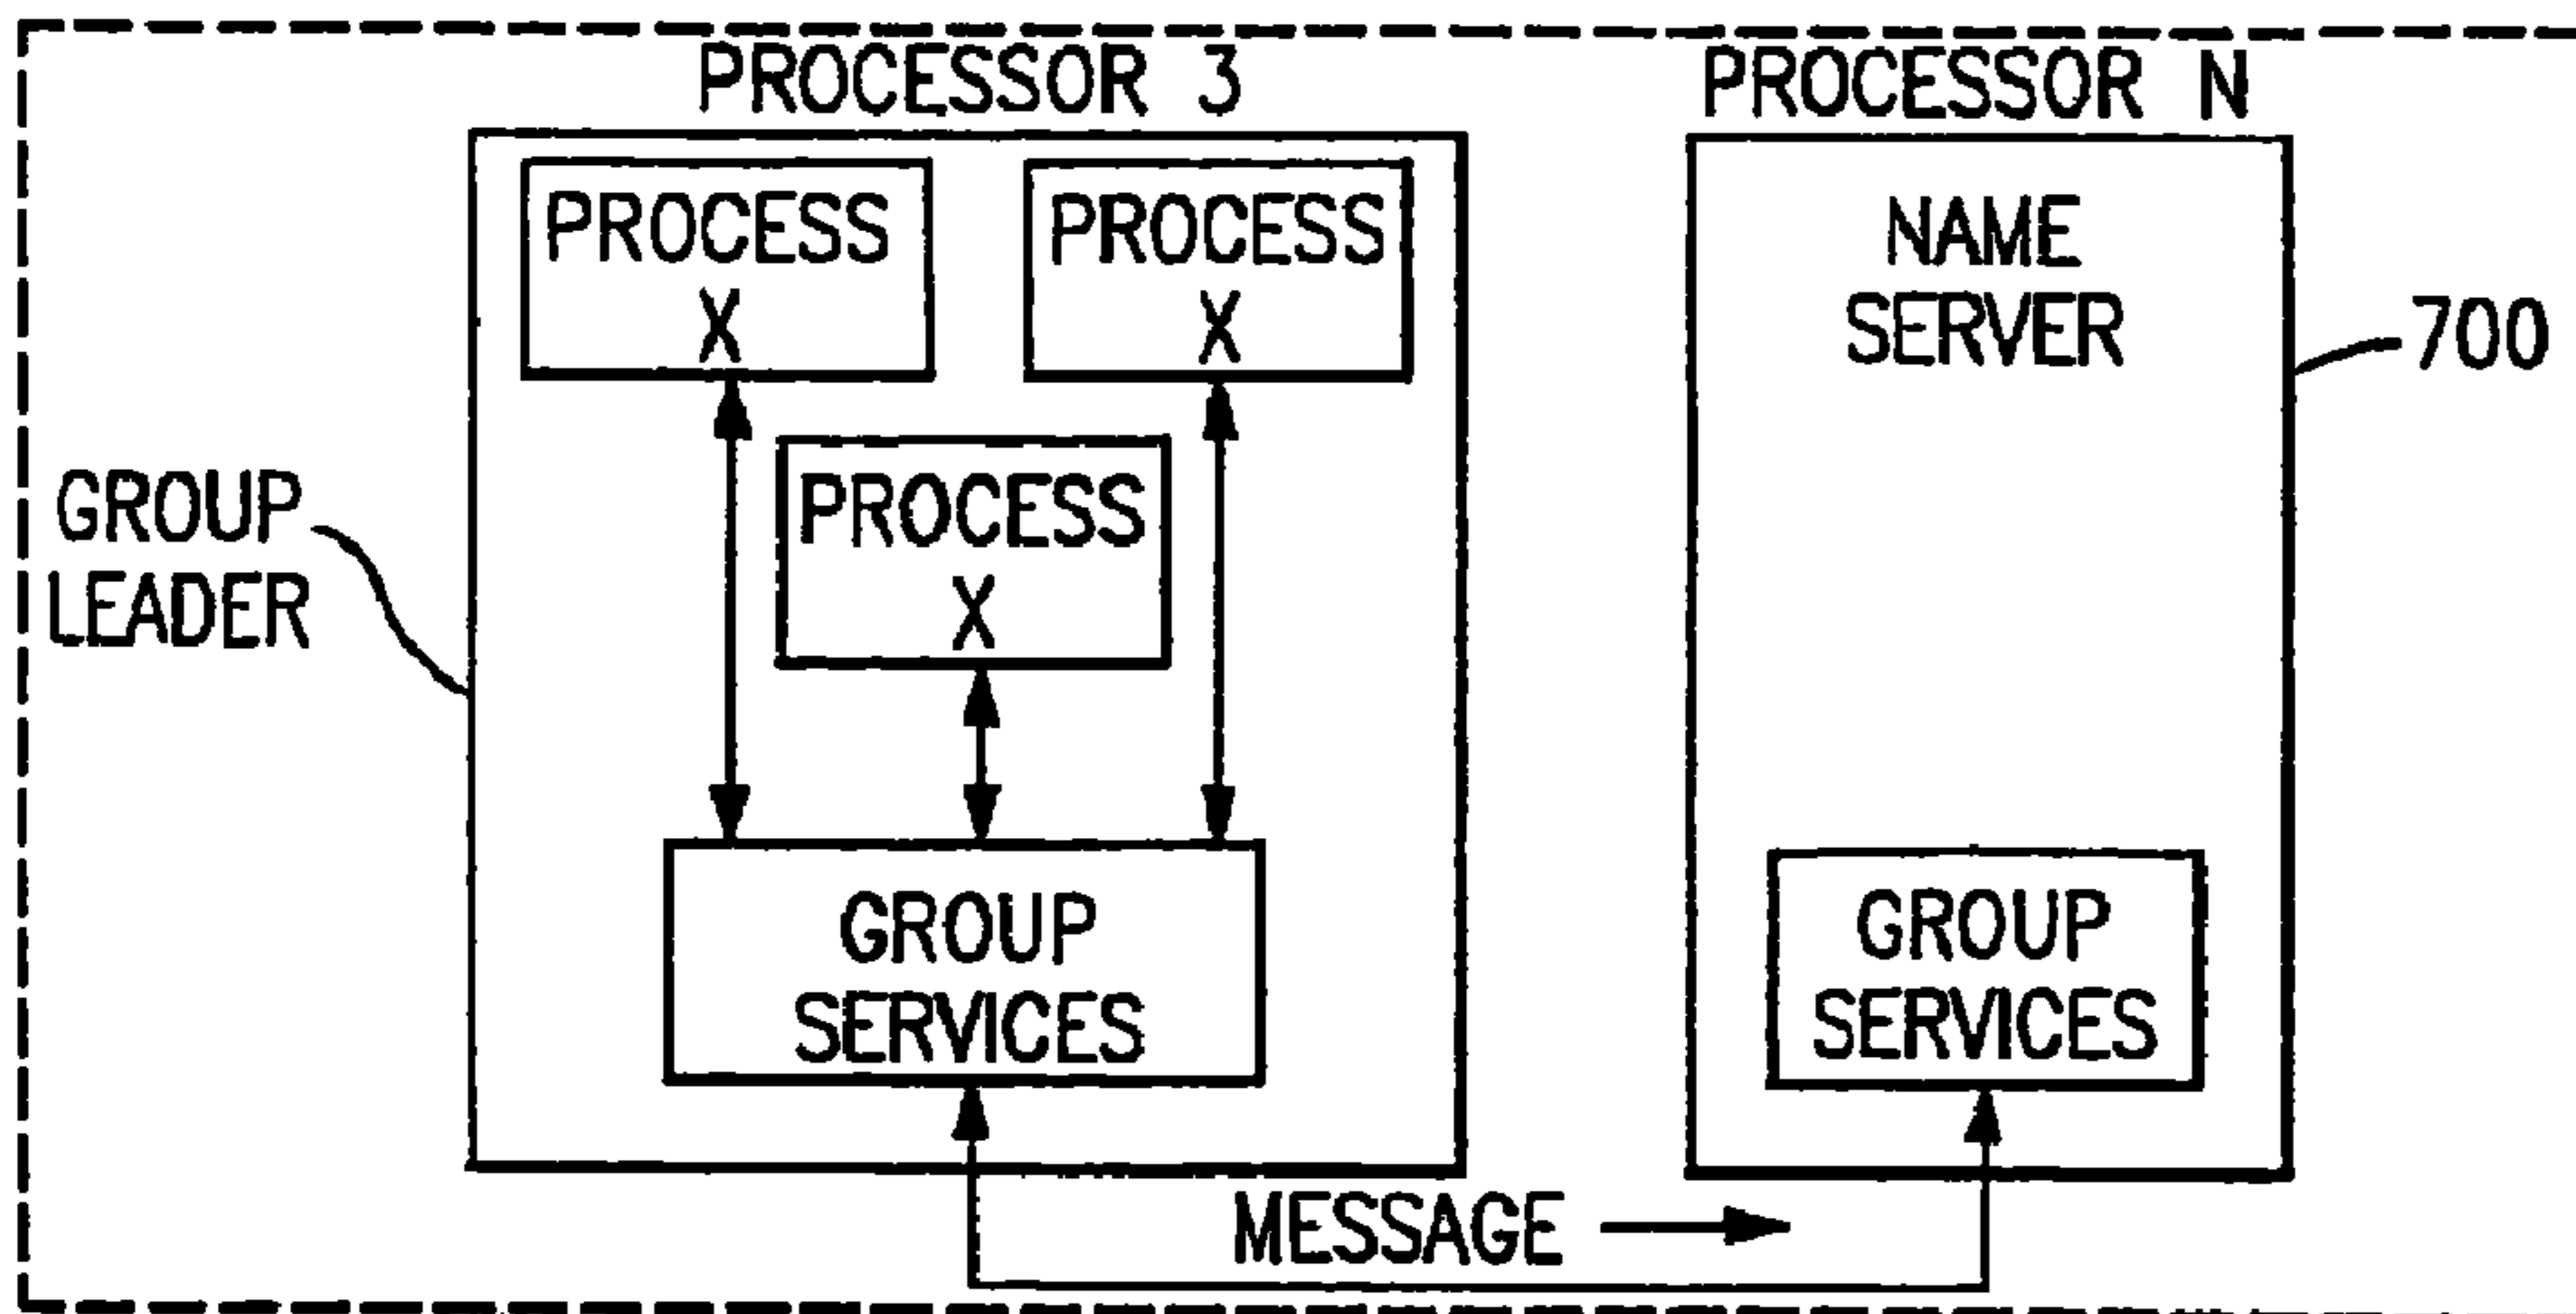 PROCESSOR 3
PROCESSOR N
PROCESS
X
PROCESS
X
NAME
SERVER
700
PROCESS
X
GROUP
LEADER
GROUP
SERVICES
GROUP
SERVICES
MESSAGE